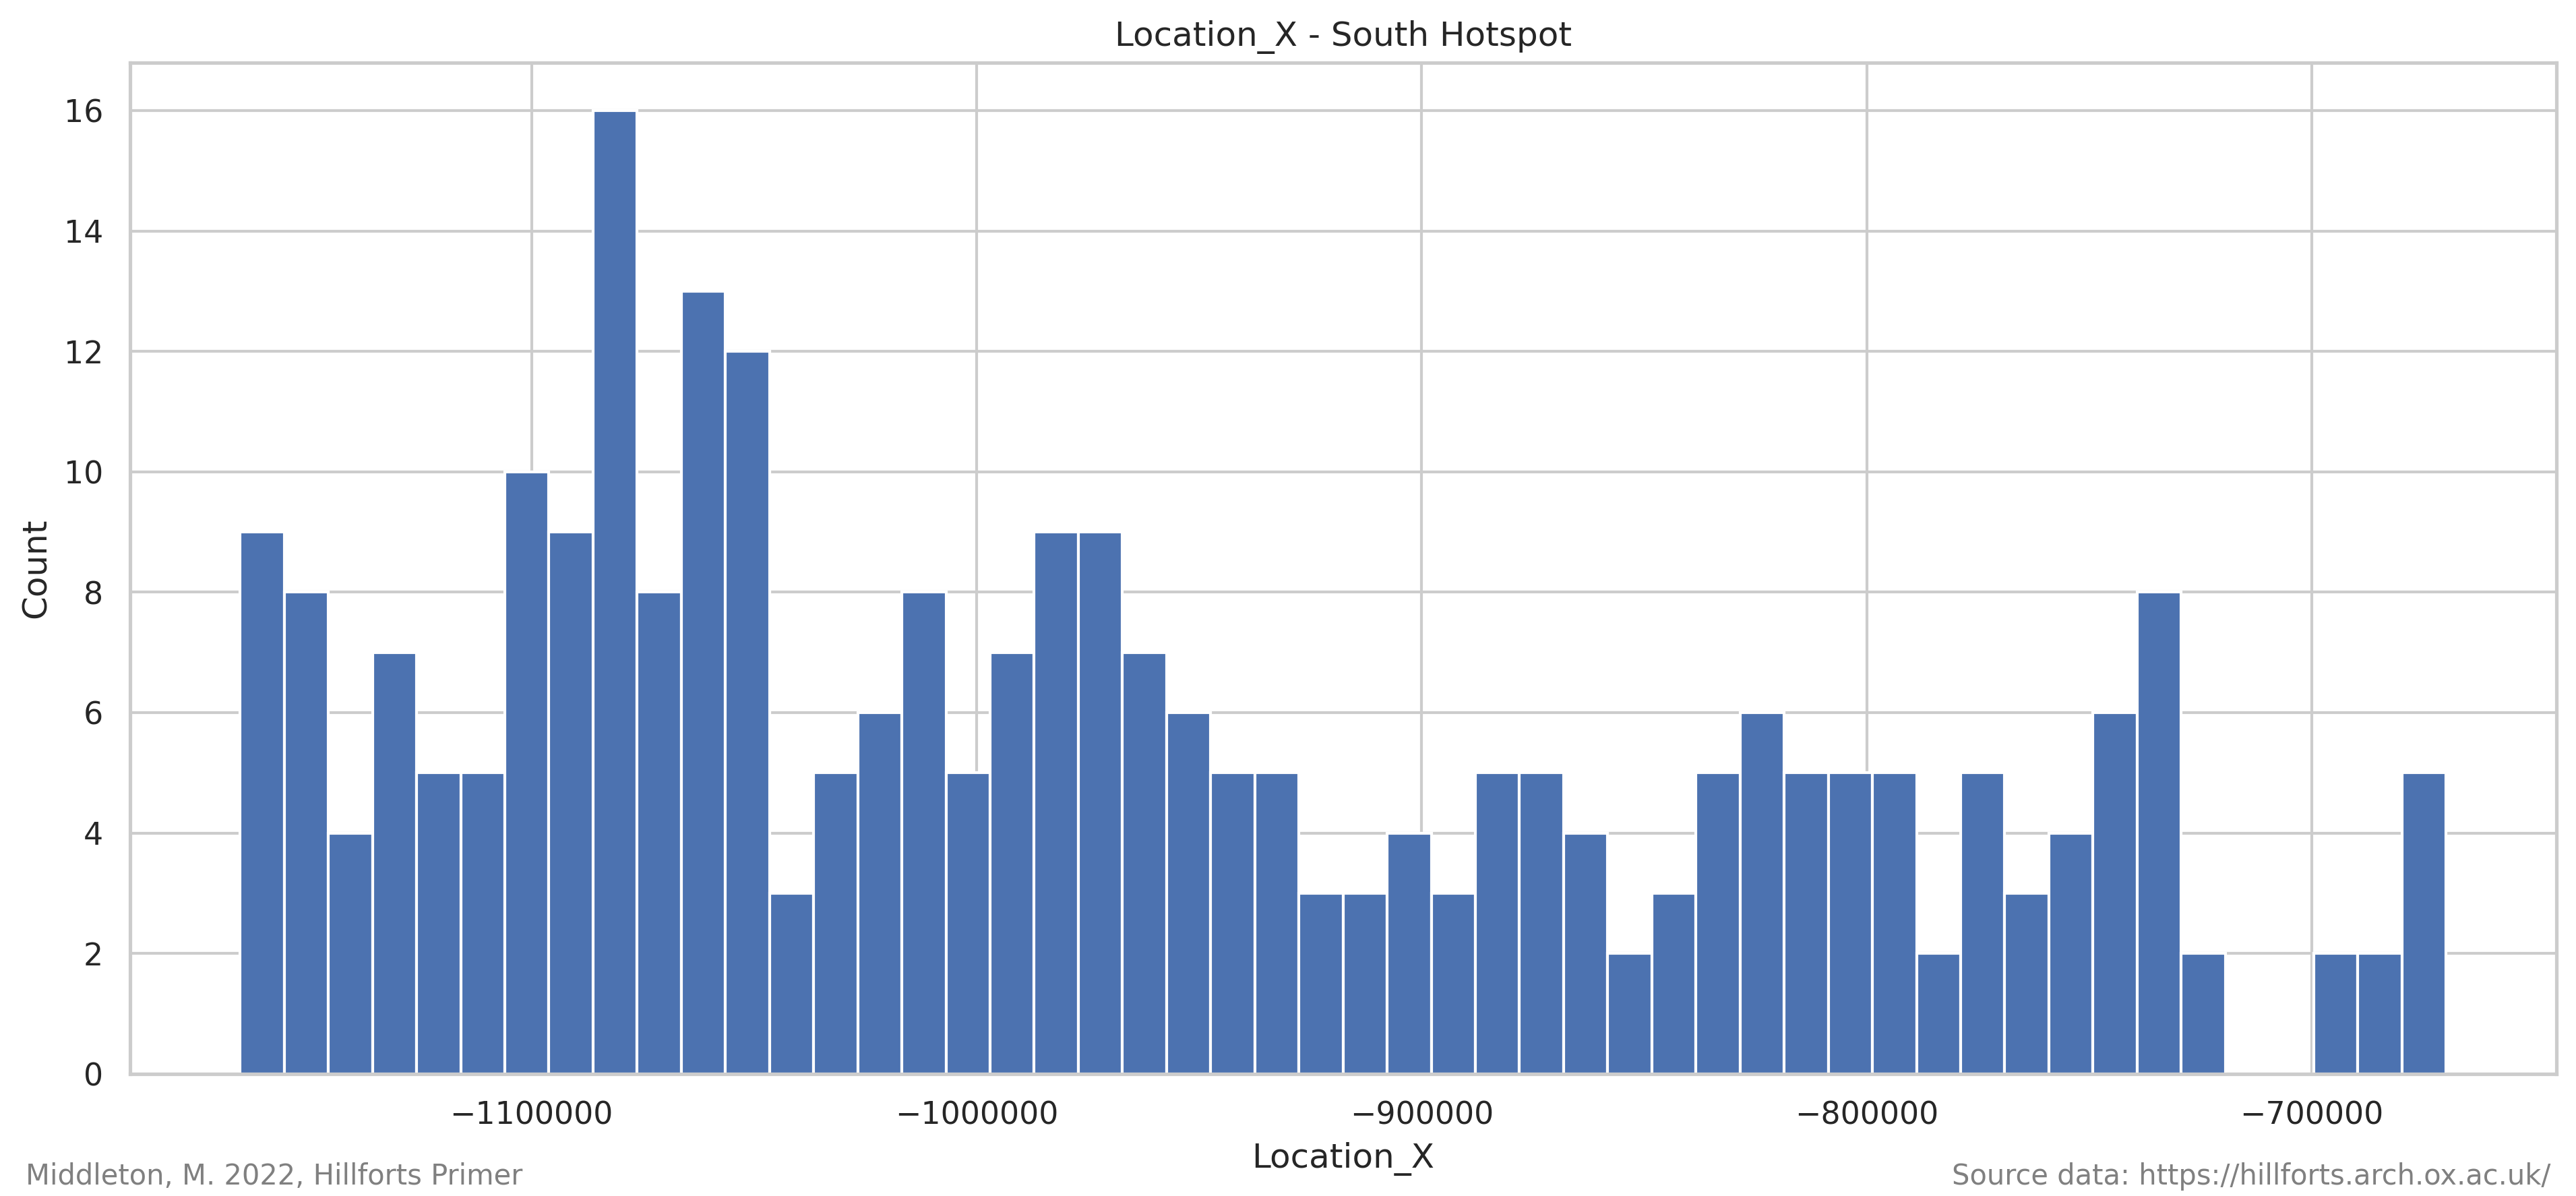 Location_X - South Hotspot
16
14
12
10
8
6
4
2
0
Count
−1100000
−1000000
−900000
−800000
−700000
Location_X
Middleton, M. 2022, Hillforts Primer
Source data: https://hillforts.arch.ox.ac.uk/